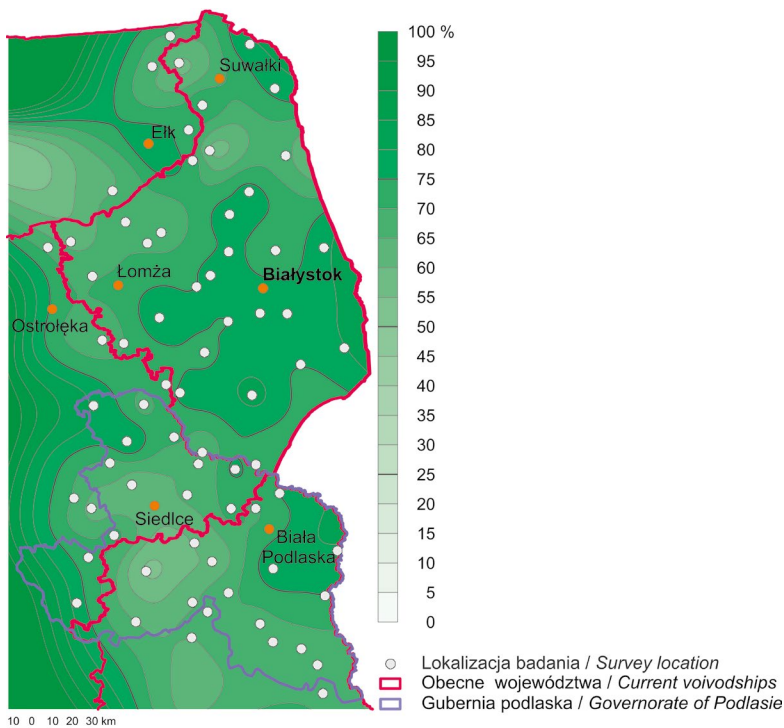 100 %
95
90
85
80
75
70
65
60
55
50
45
40
35
30
25
20
15
10
5
0
Suwałki
Ełk
Łomża
Białystok
Ostrołęka
Siedlce
Biała
Podlaska
Lokalizacja badania / Survey location
Obecne województwa / Current voivodships
Gubernia podlaska / Governorate of Podlasie
10 0 10 20 30 km